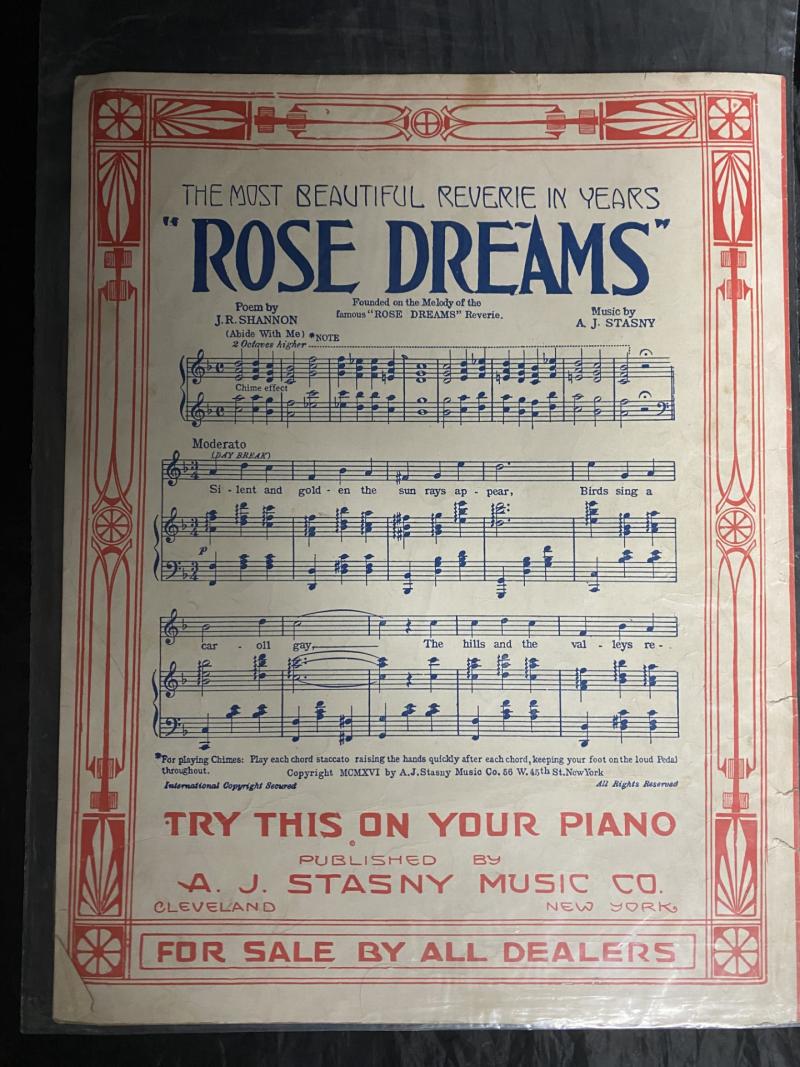 THE MOST BEAUTIFUL REVERIE IN YEARS
"ROSE DREAMS"
Poem by
J.R. SHANNON
Founded on the Melody of the
famous "ROSE DREAMS" Reverie.
Music by
A. J. STASNY
(Abide With Me) *NOTE
2 Octaves higher
Chime effect
Moderato
(DAY BREAK)
Si - lent and gold - en the sun rays ap - pear, Birds sing a
p
car - oll gay, The hills and the val - leys re -
*For playing Chimes: Play each chord staccato raising the hands quickly after each chord, keeping your foot on the loud Pedal
throughout. Copyright MCMXVI by A.J. Stasny Music Co. 56 W. 45th St. New York
International Copyright Secured All Rights Reserved
TRY THIS ON YOUR PIANO
PUBLISHED BY
A. J. STASNY MUSIC CO.
CLEVELAND NEW YORK
FOR SALE BY ALL DEALERS